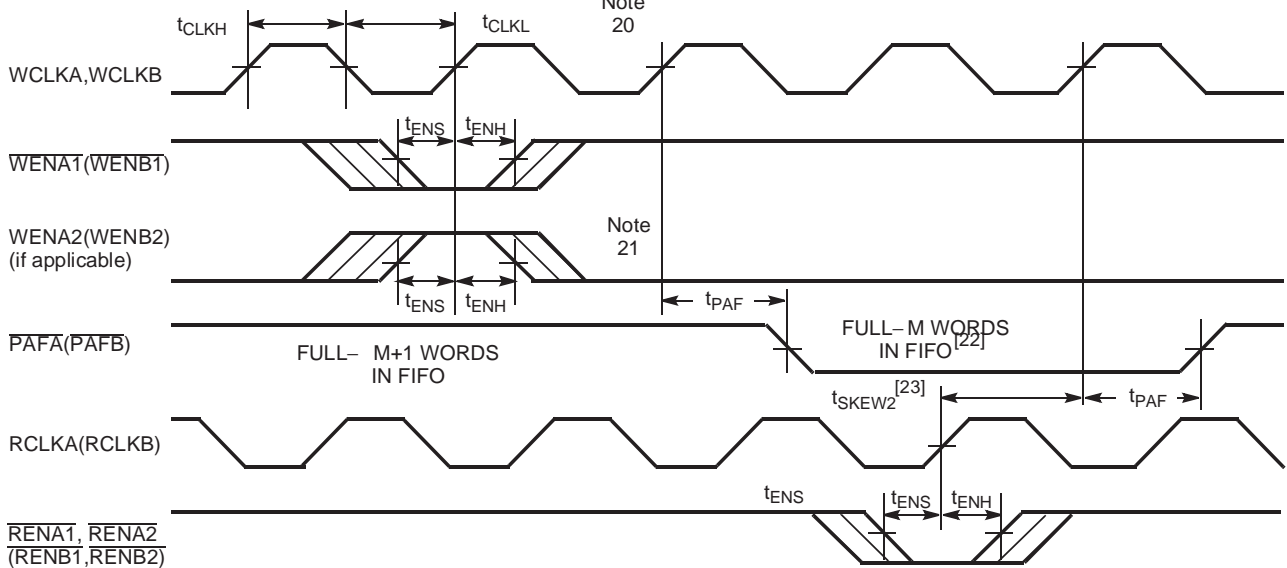 Note
20
tCLKH
tCLKL
WCLKA,WCLKB
tENS
tENH
WENA1(WENB1)
WENA2(WENB2)
(if applicable)
Note
21
tENS
tENH
tPAF
PAFA(PAFB)
FULL– M+1 WORDS
IN FIFO
FULL– M WORDS
IN FIFO[22]
tSKEW2[23]
tPAF
RCLKA(RCLKB)
tENS
tENS
tENH
RENA1, RENA2
(RENB1,RENB2)